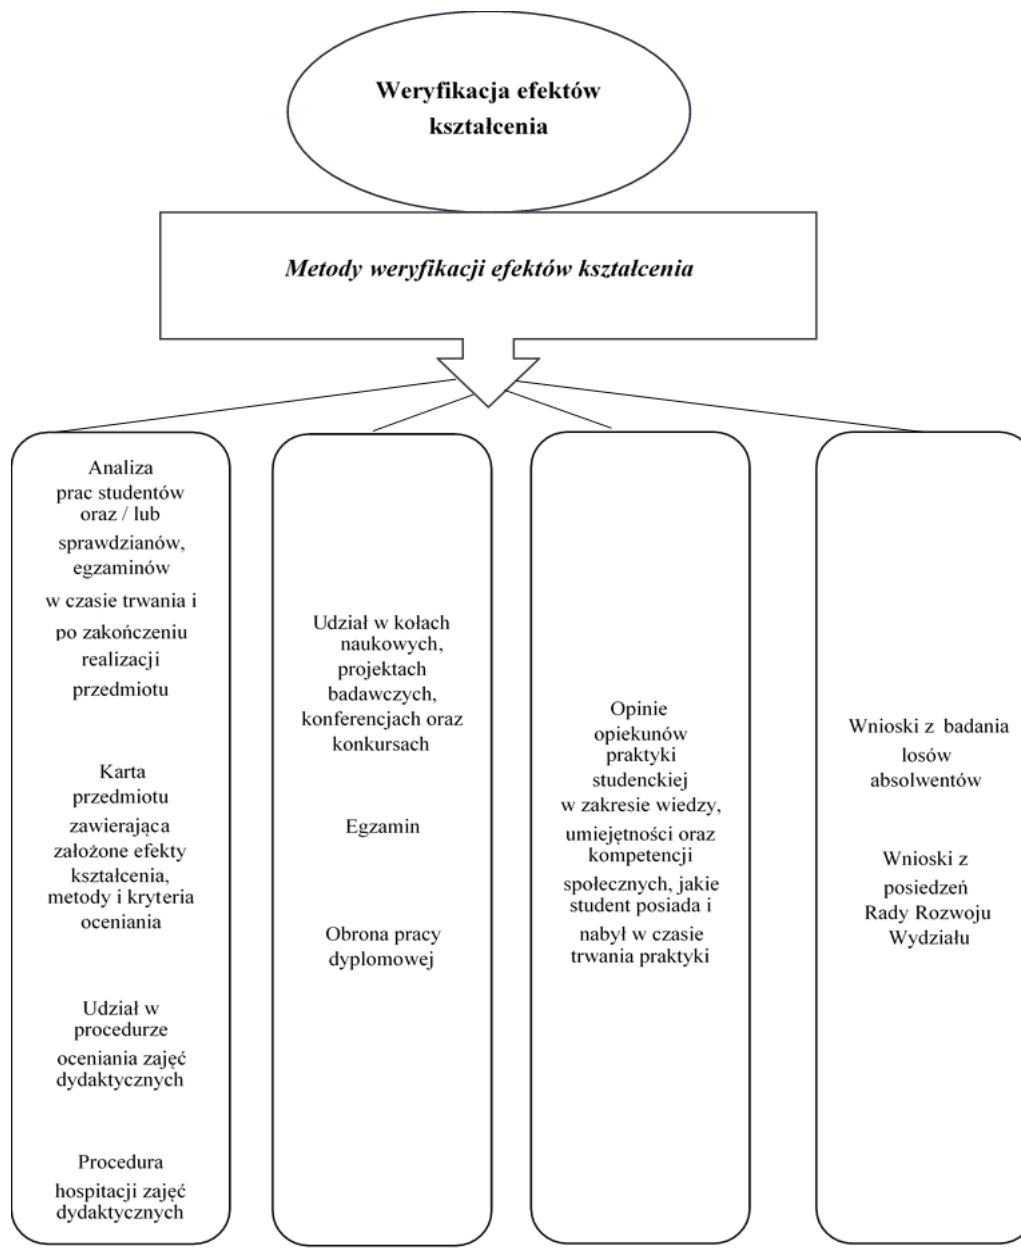 Weryfikacja efektów
kształcenia
Metody weryfikacji efektów kształcenia
Analiza
prac studentów
oraz / lub
sprawdzianów,
egzaminów
w czasie trwania i
po zakończeniu
realizacji
przedmiotu
Karta
przedmiotu
zawierająca
założone efekty
kształcenia,
metody i kryteria
oceniania
Udział w
procedurze
oceniania zajęć
dydaktycznych
Procedura
hospitacji zajęć
dydaktycznych
Udział w kołach
naukowych,
projektach
badawczych,
konferencjach oraz
konkursach
Egzamin
Obrona pracy
dyplomowej
Opinie
opiekunów
praktyki
studenckiej
w zakresie wiedzy,
umiejętności oraz
kompetencji
społecznych, jakie
student posiada i
nabył w czasie
trwania praktyki
Wnioski z badania
losów
absolwentów
Wnioski z
posiedzeń
Rady Rozwoju
Wydziału